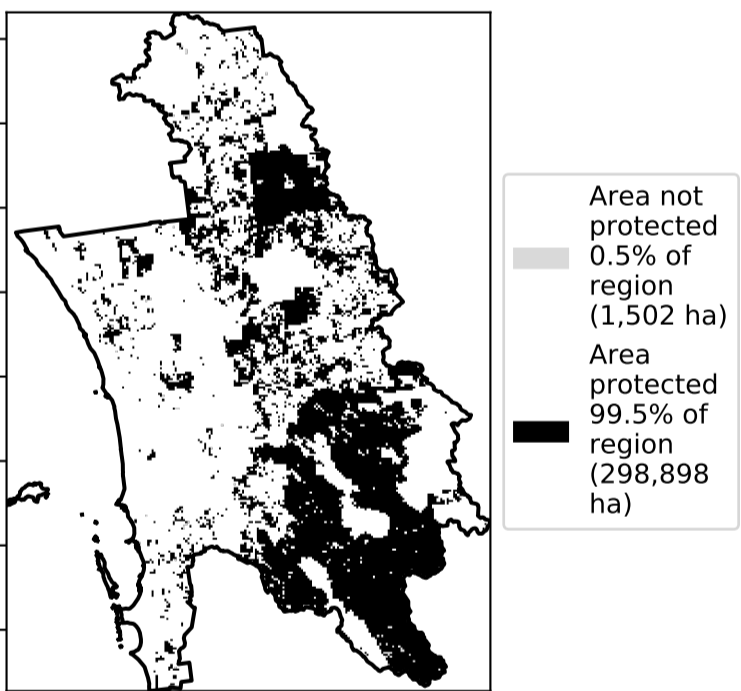 Area not
protected
0.5% of
region
(1,502 ha)
Area
protected
99.5% of
region
(298,898
ha)